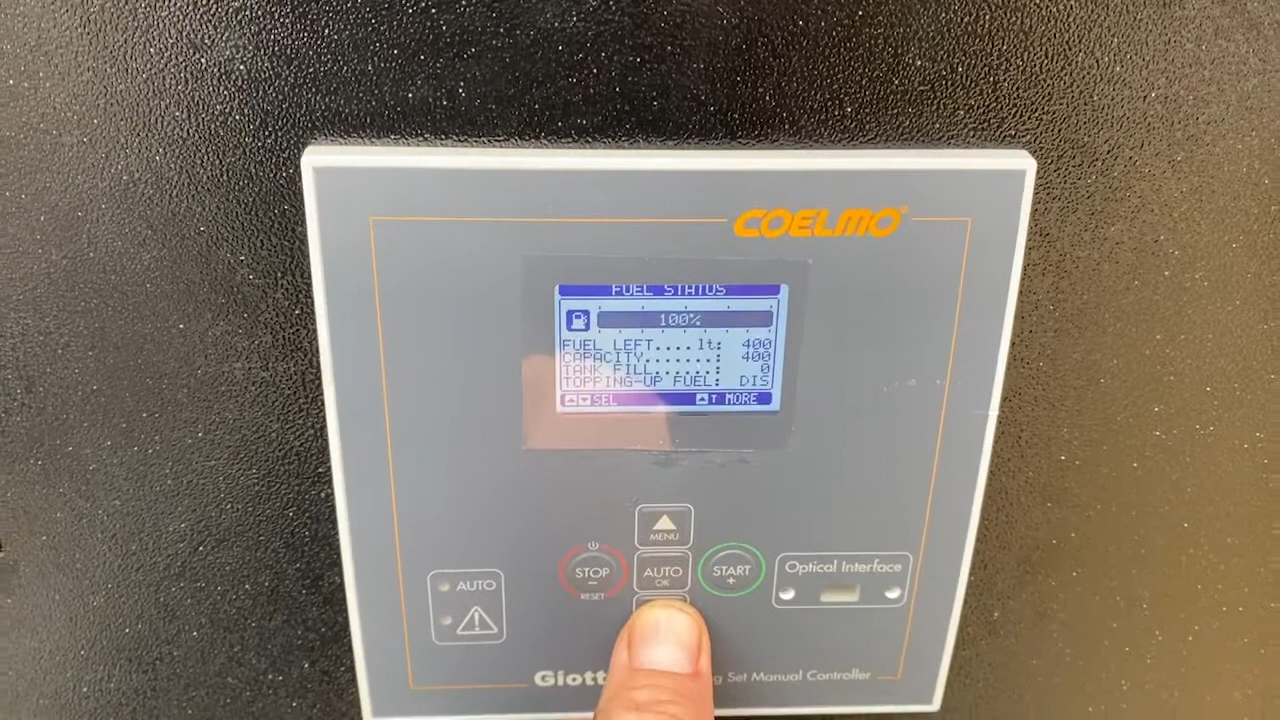 COELMO
FUEL STATUS
100%
FUEL LEFT....lt: 400
CAPACITY.......: 400
TANK FILL......: 0
TOPPING-UP FUEL: DIS
▲▼SEL ▲↑ MORE
MENU
STOP
−
RESET
AUTO
OK
START
+
Optical Interface
AUTO
Set Manual Controller